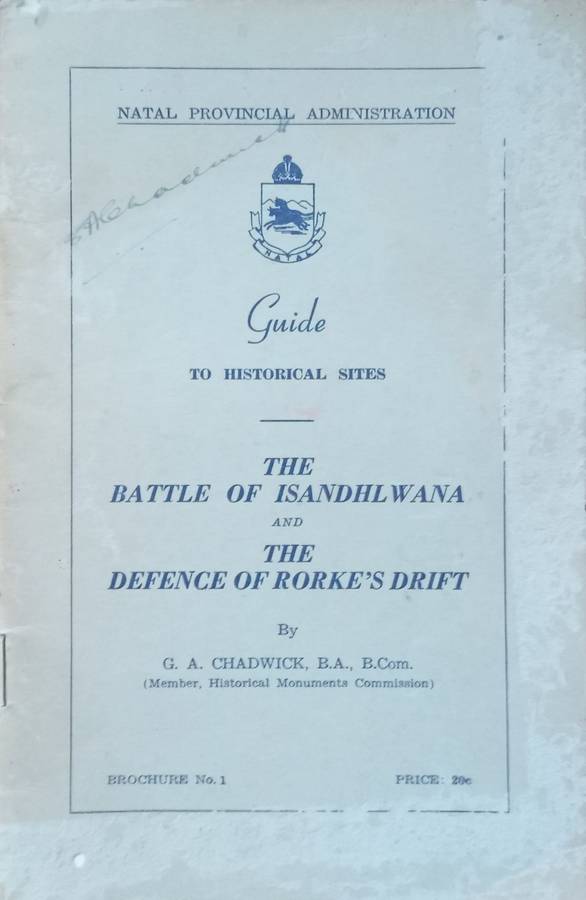 NATAL PROVINCIAL ADMINISTRATION
GAChadwick
NATAL
Guide
TO HISTORICAL SITES
THE
BATTLE OF ISANDHLWANA
AND
THE
DEFENCE OF RORKE'S DRIFT
By
G. A. CHADWICK, B.A., B.Com.
(Member, Historical Monuments Commission)
BROCHURE No. 1
PRICE: 20c